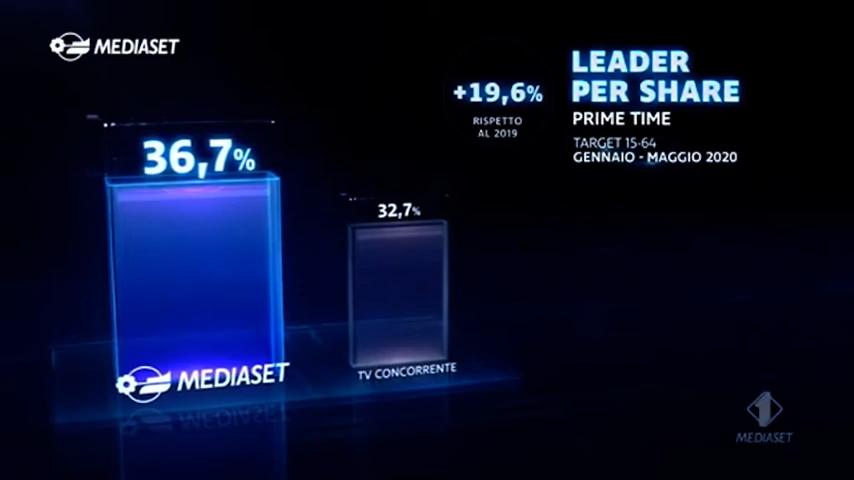 MEDIASET
LEADER
PER SHARE
PRIME TIME
TARGET 15-64
GENNAIO - MAGGIO 2020
+19,6%
RISPETTO
AL 2019
36,7%
32,7%
MEDIASET
TV CONCORRENTE
1
MEDIASET